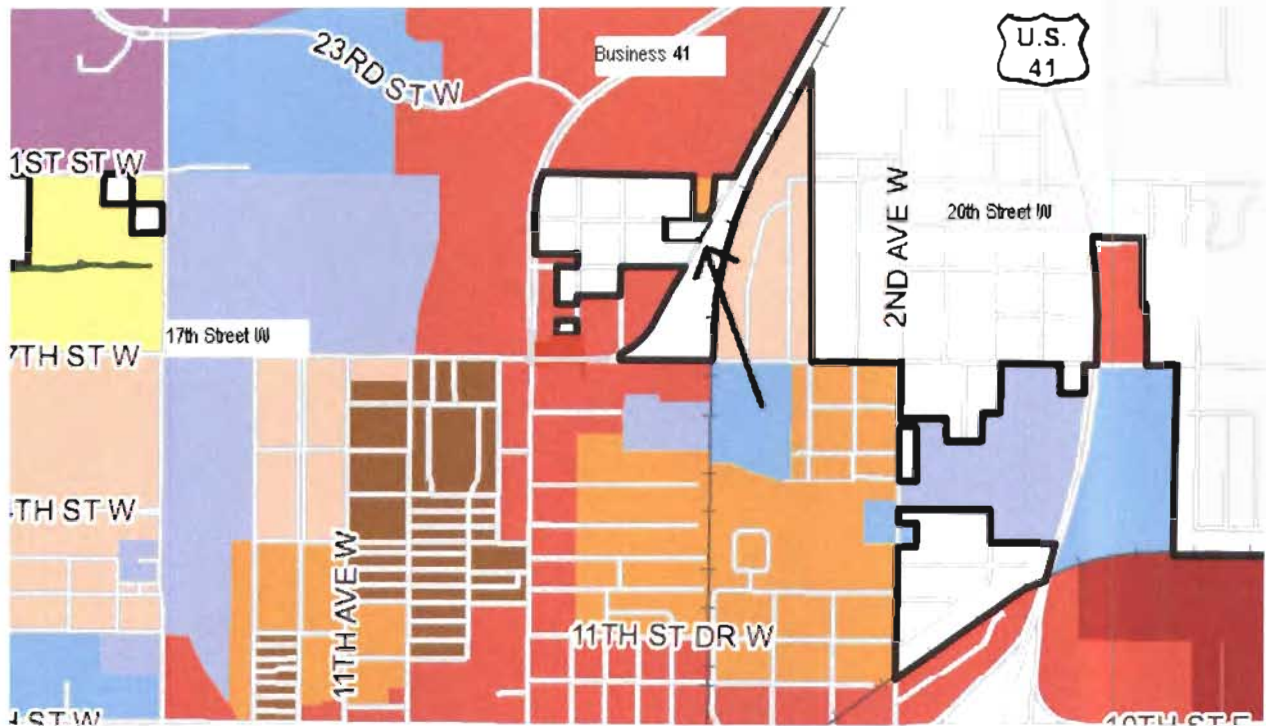 U.S.
41
23RD ST W
Business 41
1ST ST W
2ND AVE W
20th Street W
17th Street W
7TH ST W
TH ST W
11TH AVE W
11TH ST DR W
ST W
10TH ST E